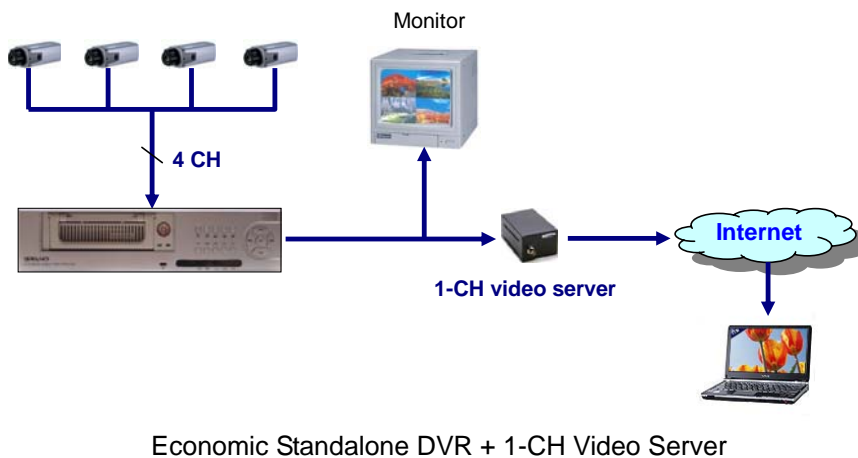 Monitor
4 CH
Internet
1-CH video server
Economic Standalone DVR + 1-CH Video Server